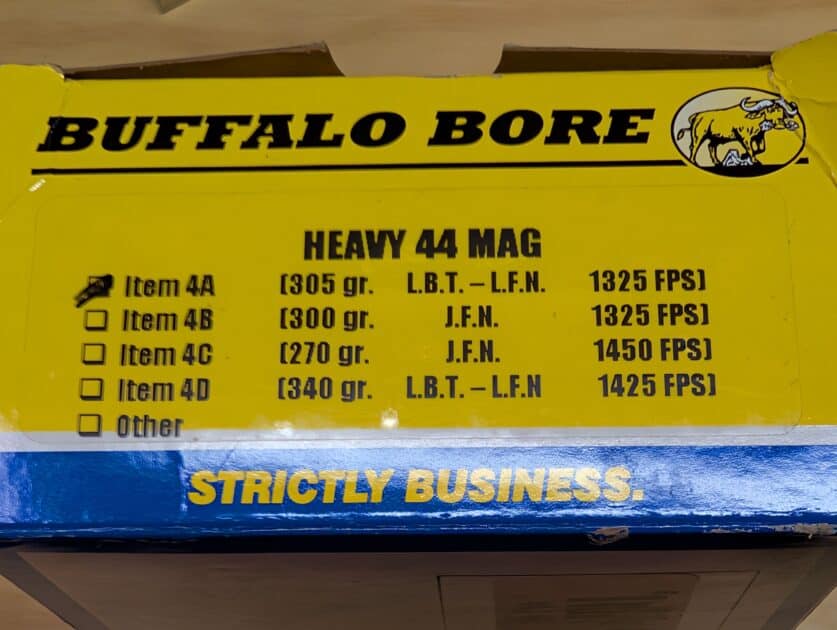 BUFFALO BORE
HEAVY 44 MAG
Item 4A (305 gr. L.B.T. – L.F.N. 1325 FPS)
Item 4B (300 gr. J.F.N. 1325 FPS)
Item 4C (270 gr. J.F.N. 1450 FPS)
Item 4D (340 gr. L.B.T. – L.F.N 1425 FPS)
Other
STRICTLY BUSINESS.